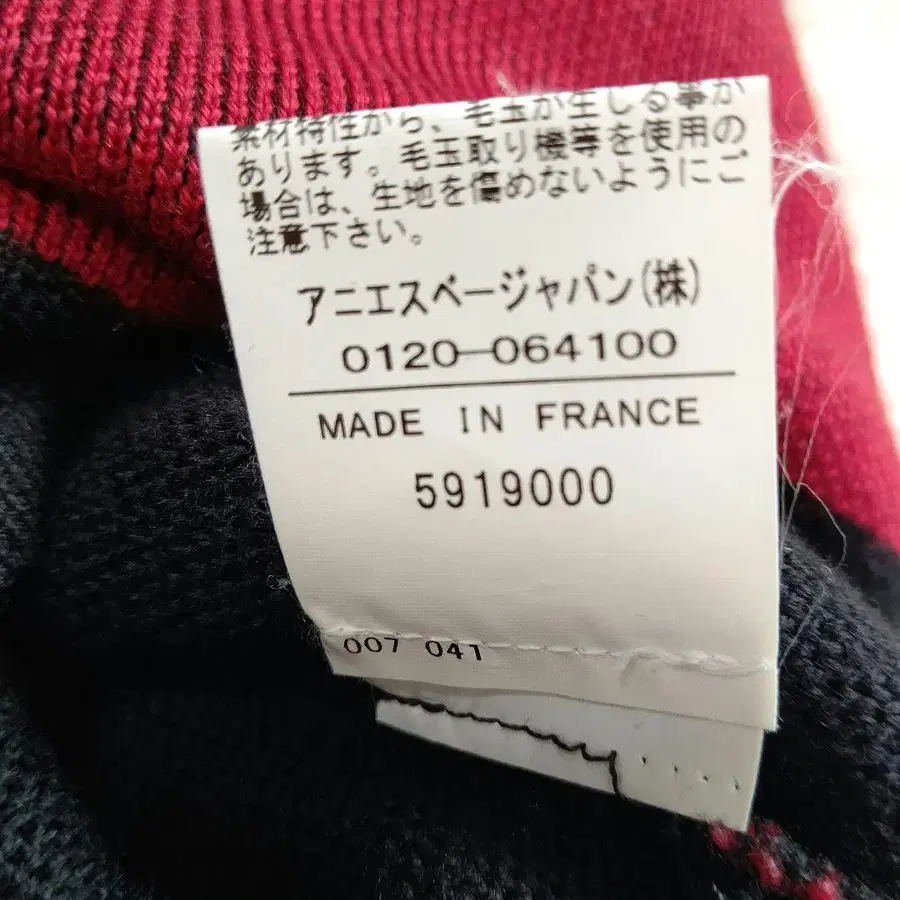 素材特性から、毛玉が生じる事が
あります。毛玉取り機等を使用の
場合は、生地を傷めないようにご
注意下さい。
アニエスベージャパン(株)
0120-064100
MADE IN FRANCE
5919000
007 041